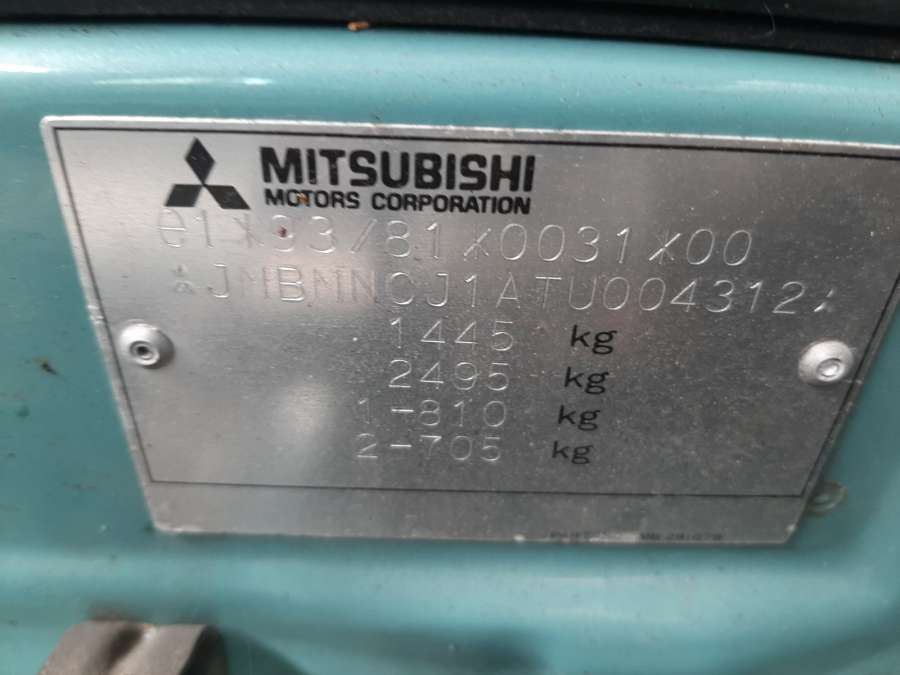 MITSUBISHI
MOTORS CORPORATION
e1*93/81*0031*00
*JMBMNCJ1ATU004312*
1445 kg
2495 kg
1-810 kg
2-705 kg